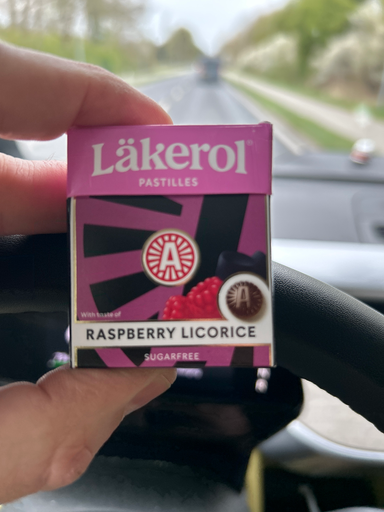 Läkerol
PASTILLES
A
A
With taste of
RASPBERRY LICORICE
SUGARFREE